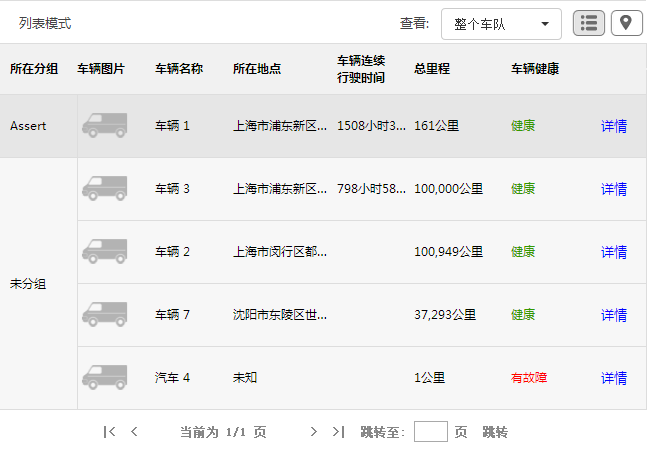 列表模式 查看: 整个车队
所在分组 车辆图片 车辆名称 所在地点 车辆连续行驶时间 总里程 车辆健康
Assert 车辆 1 上海市浦东新区... 1508小时3... 161公里 健康 详情
车辆 3 上海市浦东新区... 798小时58... 100,000公里 健康 详情
未分组
车辆 2 上海市闵行区都... 100,949公里 健康 详情
车辆 7 沈阳市东陵区世... 37,293公里 健康 详情
汽车 4 未知 1公里 有故障 详情
当前为 1/1 页 跳转至: 页 跳转